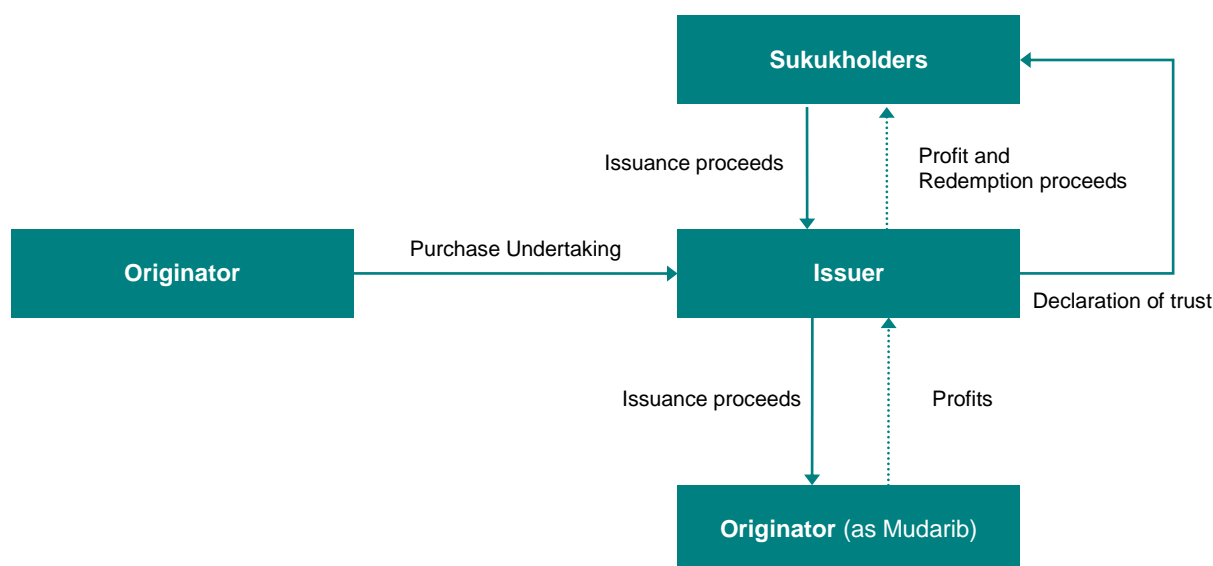 Sukukholders
Issuance proceeds
Profit and
Redemption proceeds
Originator
Purchase Undertaking
Issuer
Declaration of trust
Issuance proceeds
Profits
Originator (as Mudarib)